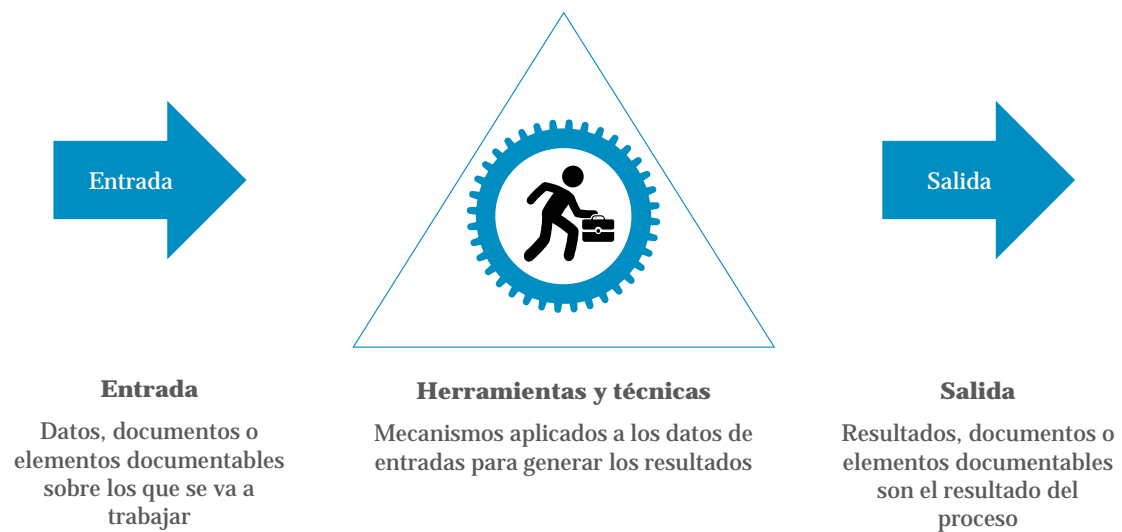 Entrada
Salida
Entrada
Datos, documentos o
elementos documentables
sobre los que se va a
trabajar
Herramientas y técnicas
Mecanismos aplicados a los datos de
entradas para generar los resultados
Salida
Resultados, documentos o
elementos documentables
son el resultado del
proceso